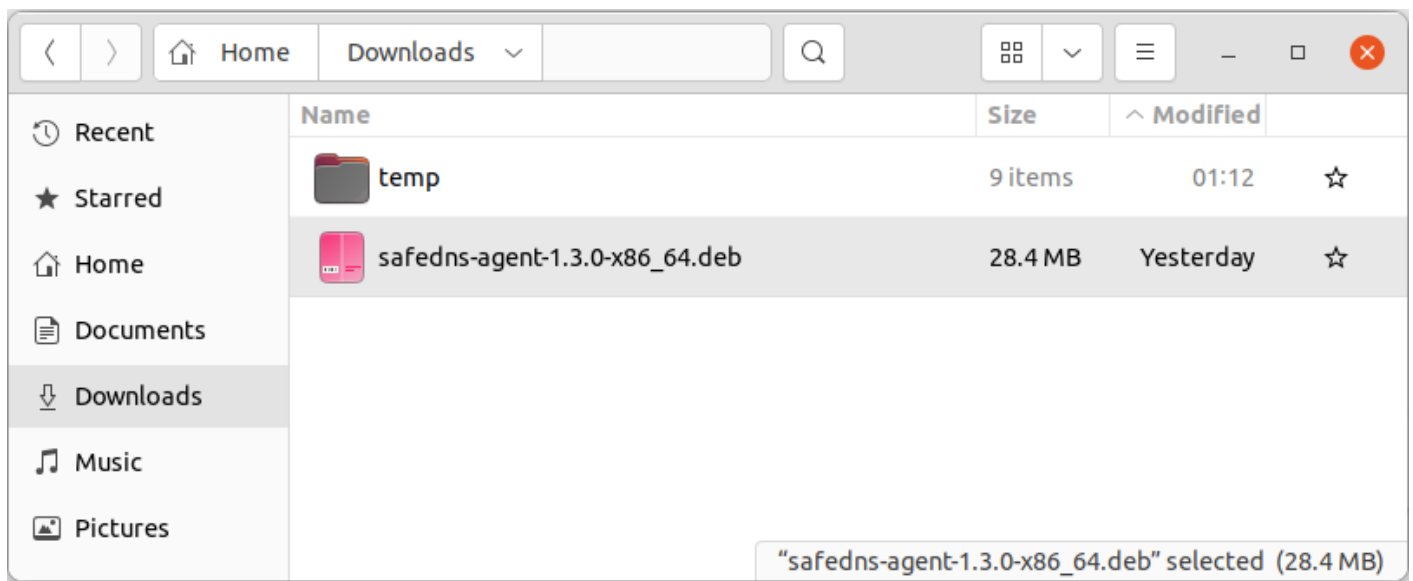 Home Downloads
Name Size Modified
Recent
temp 9 items 01:12
Starred
safedns-agent-1.3.0-x86_64.deb 28.4 MB Yesterday
Home
Documents
Downloads
Music
Pictures
“safedns-agent-1.3.0-x86_64.deb” selected (28.4 MB)